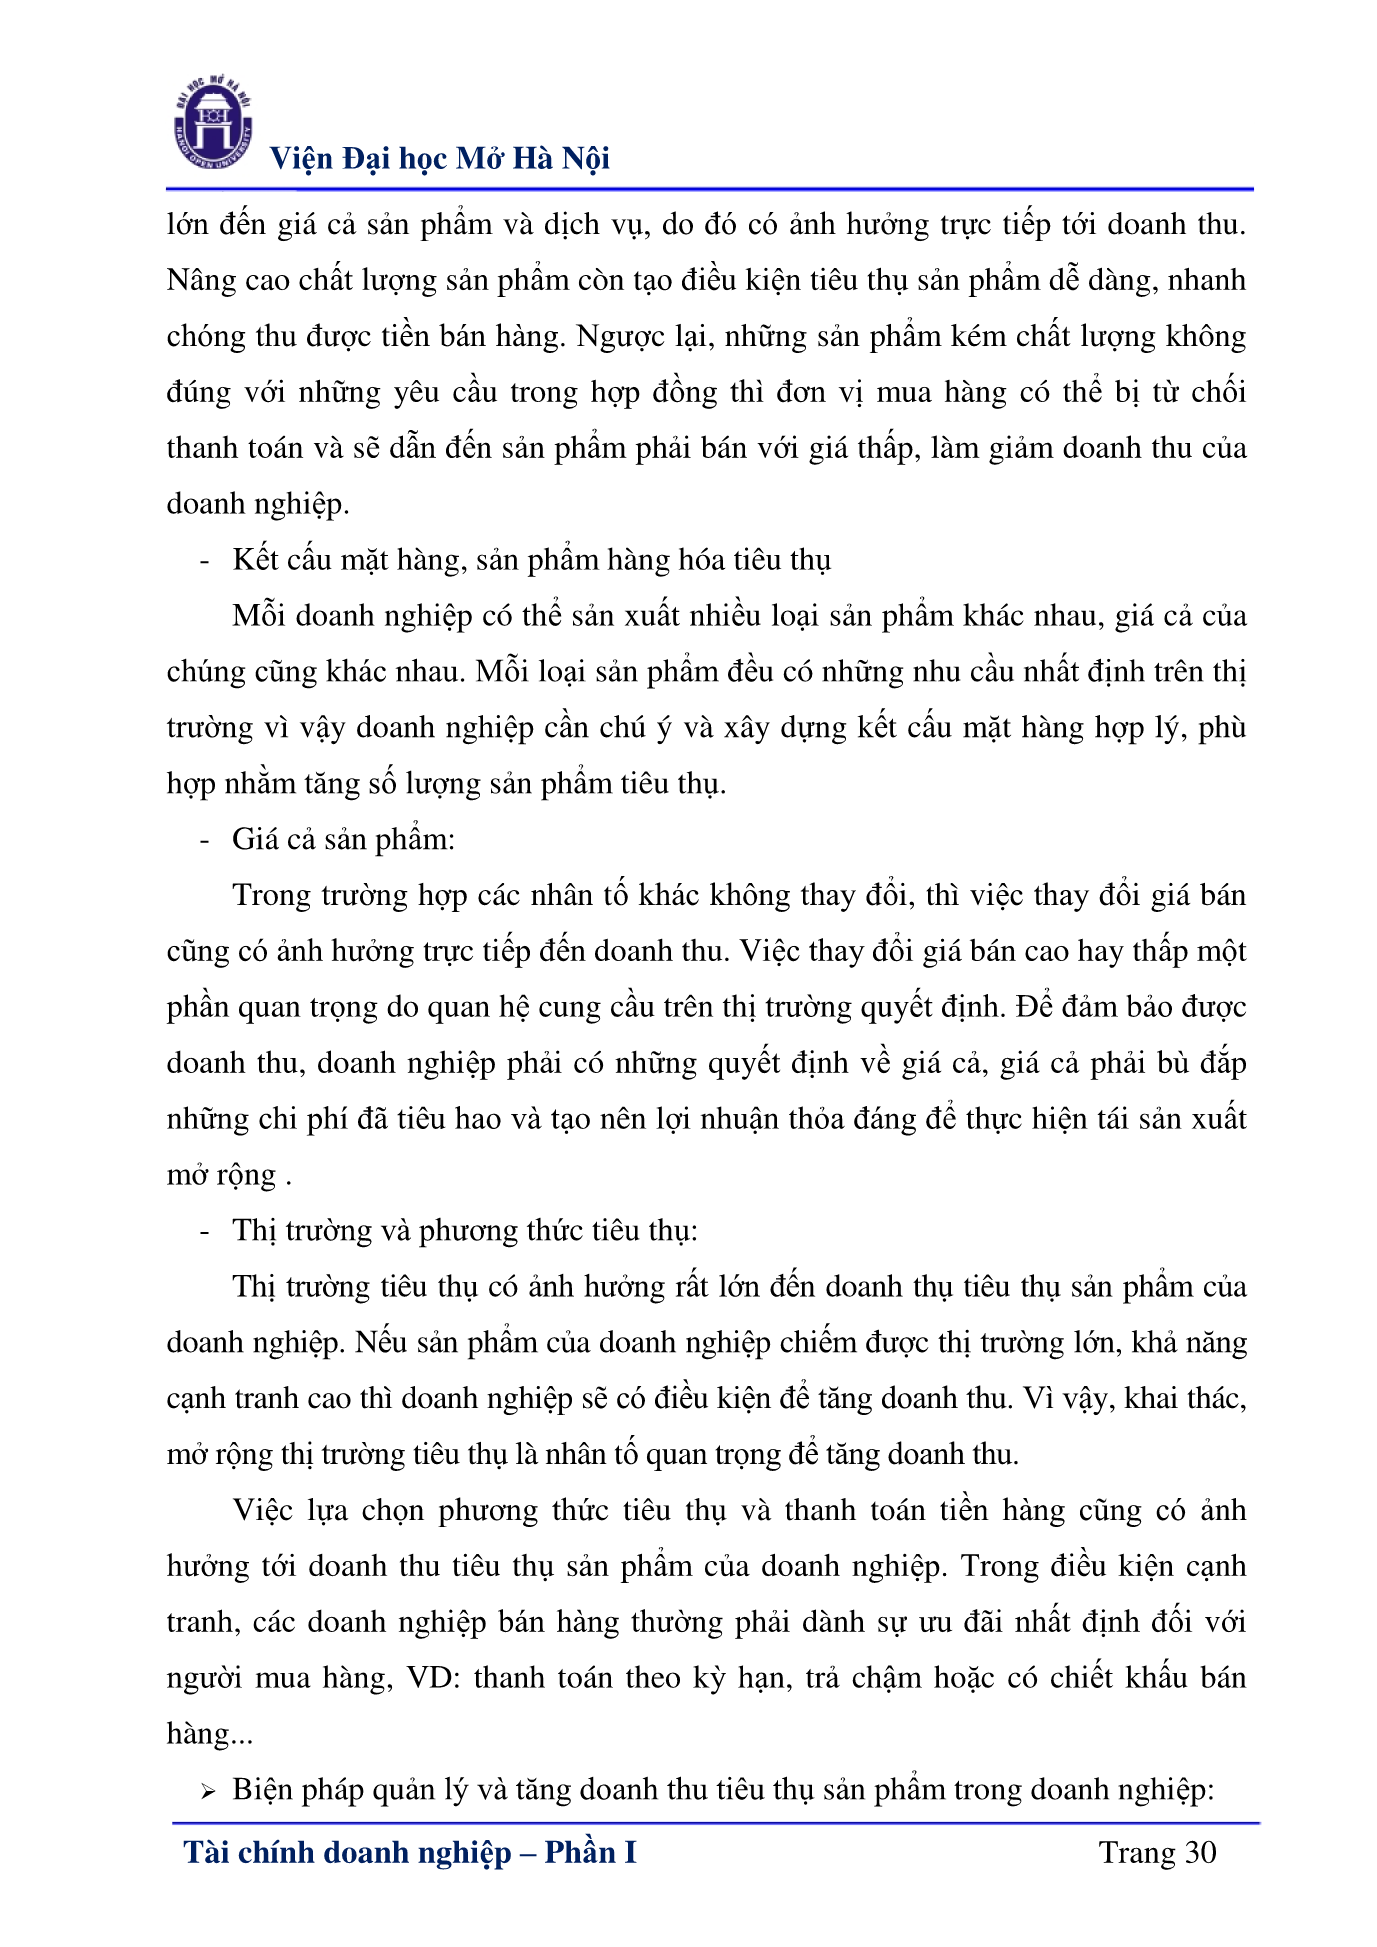 ĐẠI HỌC MỞ HÀ NỘI
HANOI OPEN UNIVERSITY
Viện Đại học Mở Hà Nội
lớn đến giá cả sản phẩm và dịch vụ, do đó có ảnh hưởng trực tiếp tới doanh thu.
Nâng cao chất lượng sản phẩm còn tạo điều kiện tiêu thụ sản phẩm dễ dàng, nhanh
chóng thu được tiền bán hàng. Ngược lại, những sản phẩm kém chất lượng không
đúng với những yêu cầu trong hợp đồng thì đơn vị mua hàng có thể bị từ chối
thanh toán và sẽ dẫn đến sản phẩm phải bán với giá thấp, làm giảm doanh thu của
doanh nghiệp.
- Kết cấu mặt hàng, sản phẩm hàng hóa tiêu thụ
Mỗi doanh nghiệp có thể sản xuất nhiều loại sản phẩm khác nhau, giá cả của
chúng cũng khác nhau. Mỗi loại sản phẩm đều có những nhu cầu nhất định trên thị
trường vì vậy doanh nghiệp cần chú ý và xây dựng kết cấu mặt hàng hợp lý, phù
hợp nhằm tăng số lượng sản phẩm tiêu thụ.
- Giá cả sản phẩm:
Trong trường hợp các nhân tố khác không thay đổi, thì việc thay đổi giá bán
cũng có ảnh hưởng trực tiếp đến doanh thu. Việc thay đổi giá bán cao hay thấp một
phần quan trọng do quan hệ cung cầu trên thị trường quyết định. Để đảm bảo được
doanh thu, doanh nghiệp phải có những quyết định về giá cả, giá cả phải bù đắp
những chi phí đã tiêu hao và tạo nên lợi nhuận thỏa đáng để thực hiện tái sản xuất
mở rộng .
- Thị trường và phương thức tiêu thụ:
Thị trường tiêu thụ có ảnh hưởng rất lớn đến doanh thụ tiêu thụ sản phẩm của
doanh nghiệp. Nếu sản phẩm của doanh nghiệp chiếm được thị trường lớn, khả năng
cạnh tranh cao thì doanh nghiệp sẽ có điều kiện để tăng doanh thu. Vì vậy, khai thác,
mở rộng thị trường tiêu thụ là nhân tố quan trọng để tăng doanh thu.
Việc lựa chọn phương thức tiêu thụ và thanh toán tiền hàng cũng có ảnh
hưởng tới doanh thu tiêu thụ sản phẩm của doanh nghiệp. Trong điều kiện cạnh
tranh, các doanh nghiệp bán hàng thường phải dành sự ưu đãi nhất định đối với
người mua hàng, VD: thanh toán theo kỳ hạn, trả chậm hoặc có chiết khấu bán
hàng...
➢ Biện pháp quản lý và tăng doanh thu tiêu thụ sản phẩm trong doanh nghiệp:
Tài chính doanh nghiệp – Phần I Trang 30